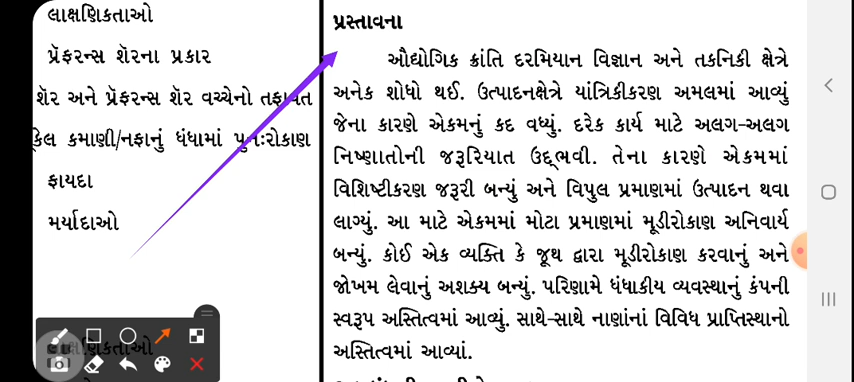 લાક્ષણિકતાઓ
પ્રૅફરન્સ શૅરના પ્રકાર
શૅર અને પ્રૅફરન્સ શૅર વચ્ચેનો તફાવત
કમાણી/નફાનું ધંધામાં પુનઃરોકાણ
ફાયદા
મર્યાદાઓ
લાક્ષણિકતાઓ
પ્રસ્તાવના
ઔદ્યોગિક ક્રાંતિ દરમિયાન વિજ્ઞાન અને તકનિકી ક્ષેત્રે
અનેક શોધો થઈ. ઉત્પાદનક્ષેત્રે યાંત્રિકીકરણ અમલમાં આવ્યું
જેના કારણે એકમનું કદ વધ્યું. દરેક કાર્ય માટે અલગ-અલગ
નિષ્ણાતોની જરૂરિયાત ઉદ્ભવી. તેના કારણે એકમમાં
વિશિષ્ટીકરણ જરૂરી બન્યું અને વિપુલ પ્રમાણમાં ઉત્પાદન થવા
લાગ્યું. આ માટે એકમમાં મોટા પ્રમાણમાં મૂડીરોકાણ અનિવાર્ય
બન્યું. કોઈ એક વ્યક્તિ કે જૂથ દ્વારા મૂડીરોકાણ કરવાનું અને
જોખમ લેવાનું અશક્ય બન્યું. પરિણામે ધંધાકીય વ્યવસ્થાનું કંપની
સ્વરૂપ અસ્તિત્વમાં આવ્યું. સાથે-સાથે નાણાંનાં વિવિધ પ્રાપ્તિસ્થાનો
અસ્તિત્વમાં આવ્યાં.